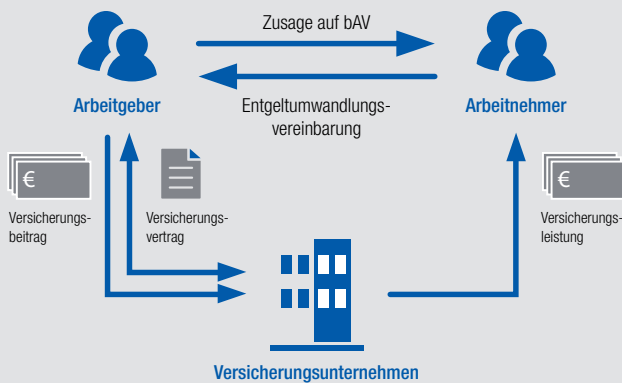 Zusage auf bAV
Arbeitgeber
Entgeltumwandlungs-
vereinbarung
Arbeitnehmer
€
Versicherungs-
beitrag
Versicherungs-
vertrag
€
Versicherungs-
leistung
Versicherungsunternehmen